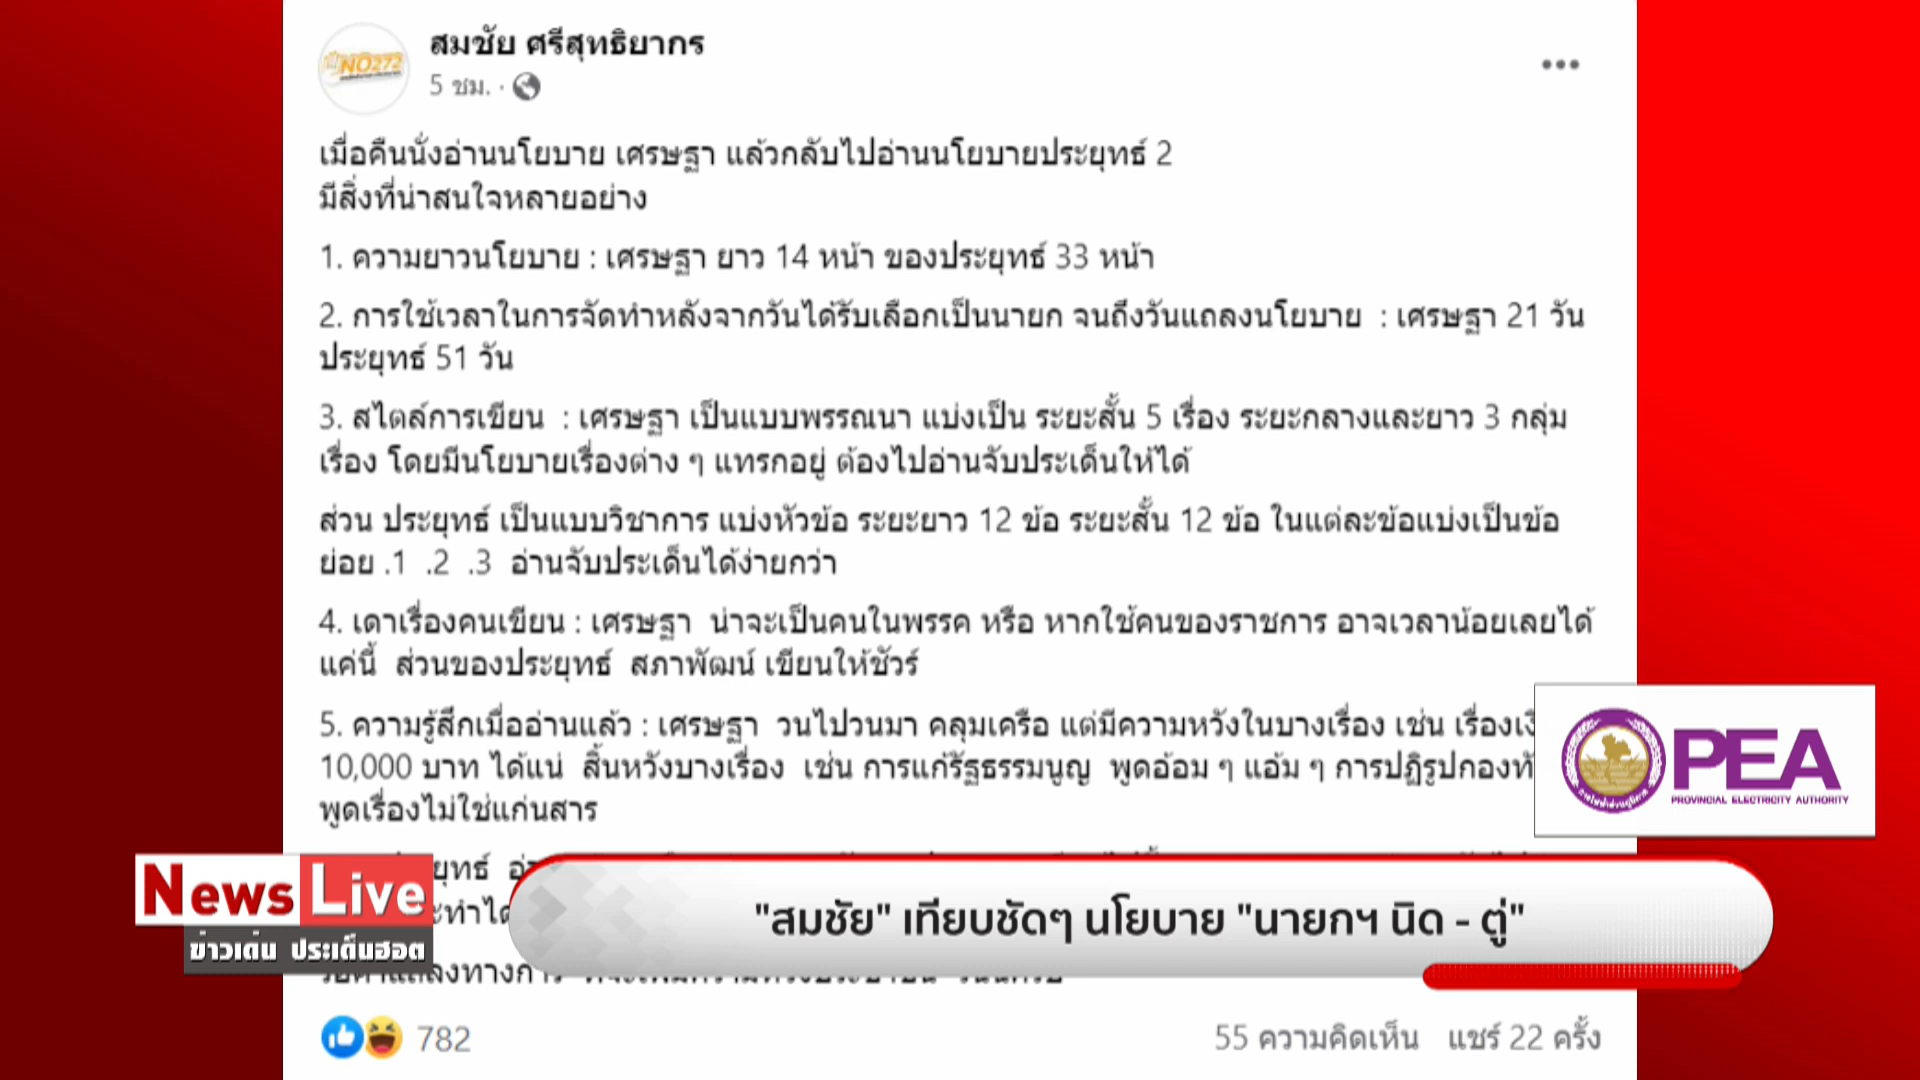 NO272
สมชัย ศรีสุทธิยากร
5 ชม. ·
เมื่อคืนนั่งอ่านนโยบาย เศรษฐา แล้วกลับไปอ่านนโยบายประยุทธ์ 2
มีสิ่งที่น่าสนใจหลายอย่าง
1. ความยาวนโยบาย : เศรษฐา ยาว 14 หน้า ของประยุทธ์ 33 หน้า
2. การใช้เวลาในการจัดทำหลังจากวันได้รับเลือกเป็นนายก จนถึงวันแถลงนโยบาย : เศรษฐา 21 วัน
ประยุทธ์ 51 วัน
3. สไตล์การเขียน : เศรษฐา เป็นแบบพรรณนา แบ่งเป็น ระยะสั้น 5 เรื่อง ระยะกลางและยาว 3 กลุ่ม
เรื่อง โดยมีนโยบายเรื่องต่าง ๆ แทรกอยู่ ต้องไปอ่านจับประเด็นให้ได้
ส่วน ประยุทธ์ เป็นแบบวิชาการ แบ่งหัวข้อ ระยะยาว 12 ข้อ ระยะสั้น 12 ข้อ ในแต่ละข้อแบ่งเป็นข้อ
ย่อย .1 .2 .3 อ่านจับประเด็นได้ง่ายกว่า
4. เดาเรื่องคนเขียน : เศรษฐา น่าจะเป็นคนในพรรค หรือ หากใช้คนของราชการ อาจเวลาน้อยเลยได้
แค่นี้ ส่วนของประยุทธ์ สภาพัฒน์ เขียนให้ชัวร์
5. ความรู้สึกเมื่ออ่านแล้ว : เศรษฐา วนไปวนมา คลุมเครือ แต่มีความหวังในบางเรื่อง เช่น เรื่อง
10,000 บาท ได้แน่ สิ้นหวังบางเรื่อง เช่น การแก้รัฐธรรมนูญ พูดอ้อม ๆ แอ้ม ๆ การปฏิรูป
พูดเรื่องไม่ใช่แก่นสาร
PEA
PROVINCIAL ELECTRICITY AUTHORITY
การไฟฟ้าส่วนภูมิภาค
News Live
ข่าวเด่น ประเด็นฮอต
"สมชัย" เทียบชัดๆ นโยบาย "นายกฯ นิด - ตู่"
782
55 ความคิดเห็น แชร์ 22 ครั้ง